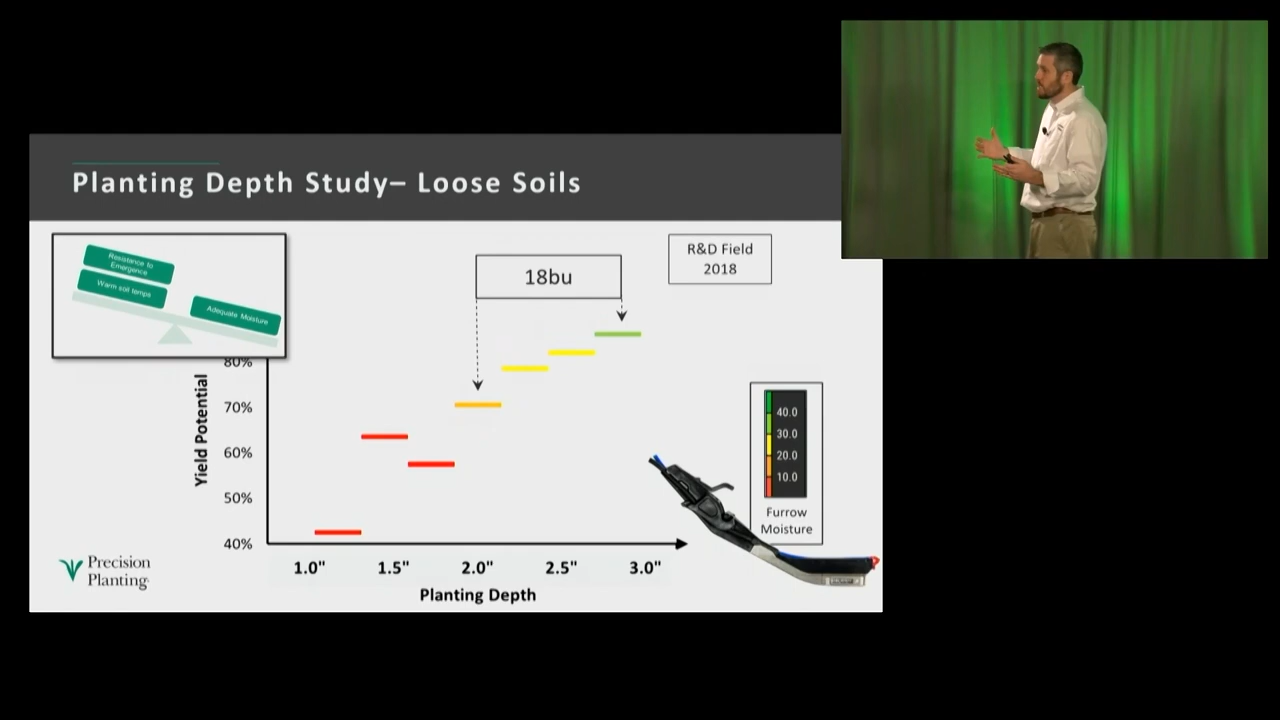 Planting Depth Study– Loose Soils
Resistance to
Emergence
Warm soil temps
Adequate Moisture
18bu
R&D Field
2018
80%
70%
60%
50%
40%
Yield Potential
1.0"
1.5"
2.0"
2.5"
3.0"
Planting Depth
40.0
30.0
20.0
10.0
Furrow
Moisture
Precision
Planting